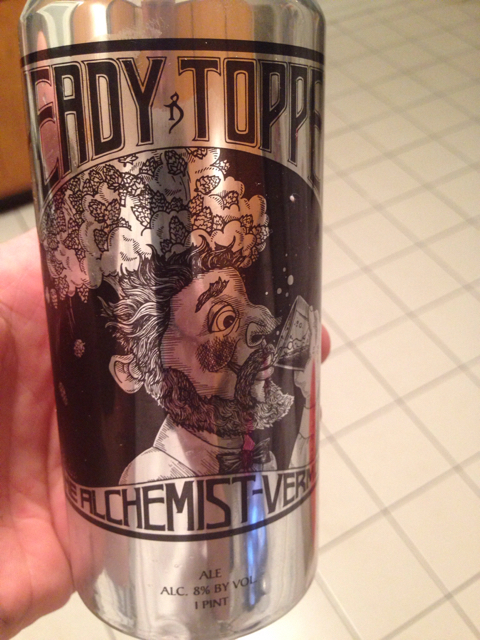 EADY TOPPE
E ALCHEMIST-VERM
ALE
ALC. 8% BY VOL.
1 PINT